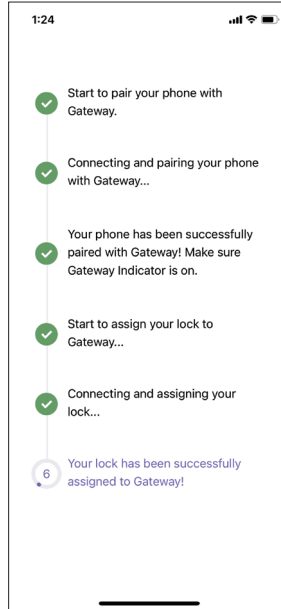 1:24
Start to pair your phone with
Gateway.
Connecting and pairing your phone
with Gateway...
Your phone has been successfully
paired with Gateway! Make sure
Gateway Indicator is on.
Start to assign your lock to
Gateway...
Connecting and assigning your
lock...
6
Your lock has been successfully
assigned to Gateway!